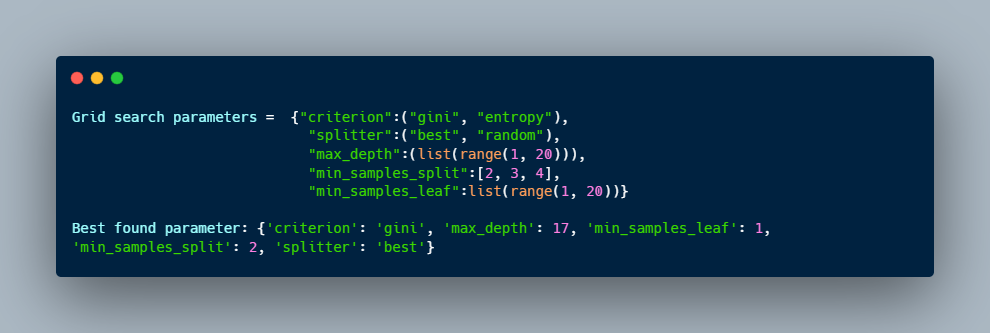 Grid search parameters =  {"criterion":("gini", "entropy"),
"splitter":("best", "random"),
"max_depth":(list(range(1, 20))),
"min_samples_split":[2, 3, 4],
"min_samples_leaf":list(range(1, 20))}
Best found parameter: {'criterion': 'gini', 'max_depth': 17, 'min_samples_leaf': 1,
'min_samples_split': 2, 'splitter': 'best'}